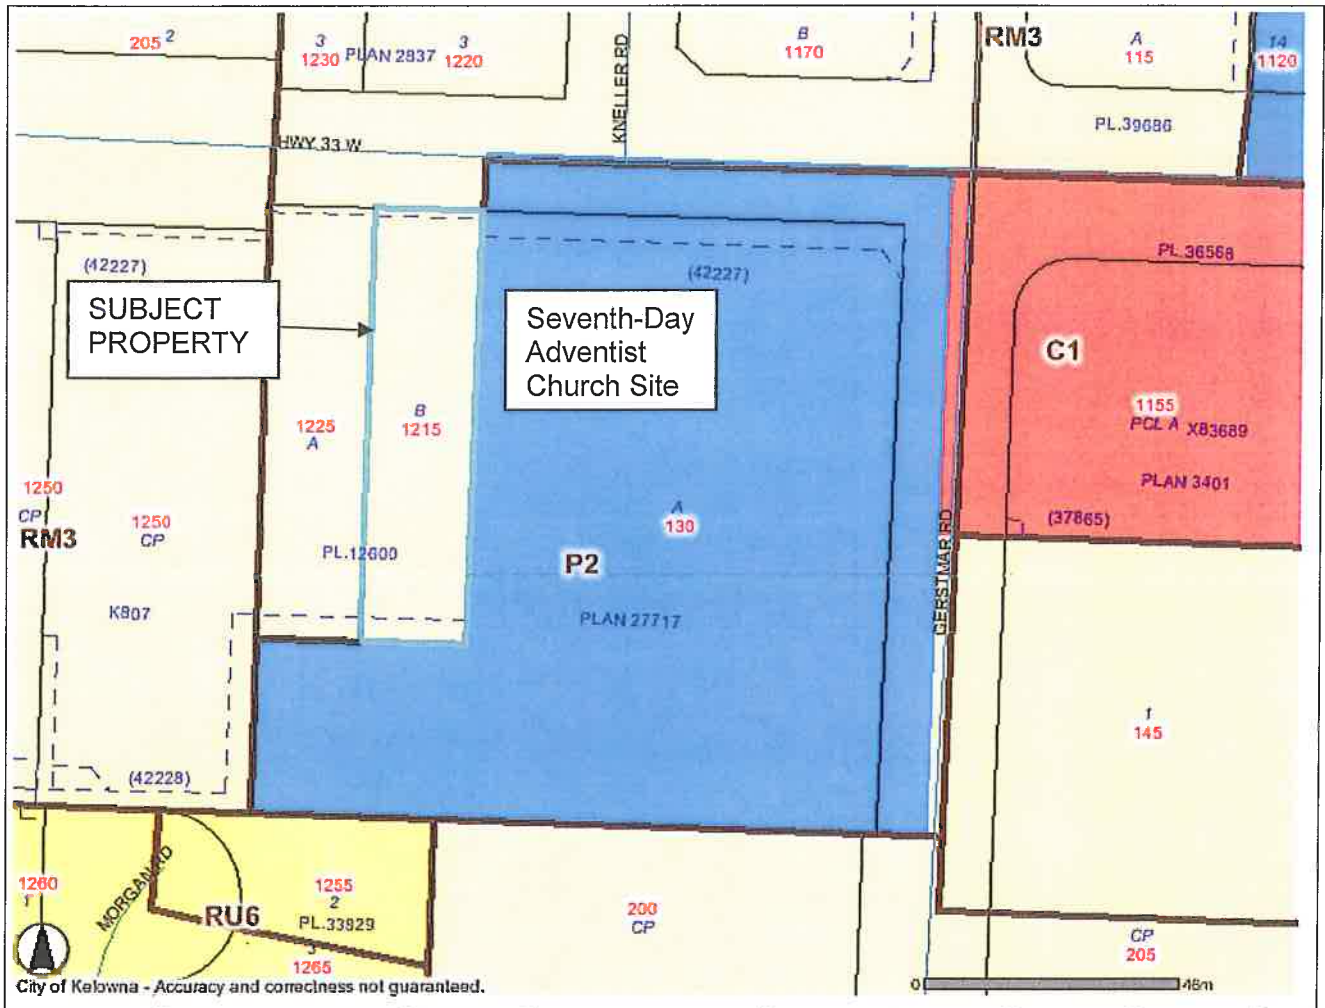 205 2
3
1230
PLAN 2837
3
1220
B
1170
RM3
A
115
14
1120
KNELLER RD
PL.39686
HWY 33 W
(42227)
SUBJECT
PROPERTY
Seventh-Day
Adventist
Church Site
(42227)
PL.36568
C1
1155
PCL A X83689
PLAN 3401
(37865)
1225
A
B
1215
1250
CP
RM3
1250
CP
K807
PL.12600
A
130
P2
PLAN 27717
GERSTMAR RD
1
145
(42228)
1260
1
MORGAN RD
1255
2
PL.33929
RU6
3
1265
200
CP
CP
205
City of Kelowna - Accuracy and correctness not guaranteed.
0
46m